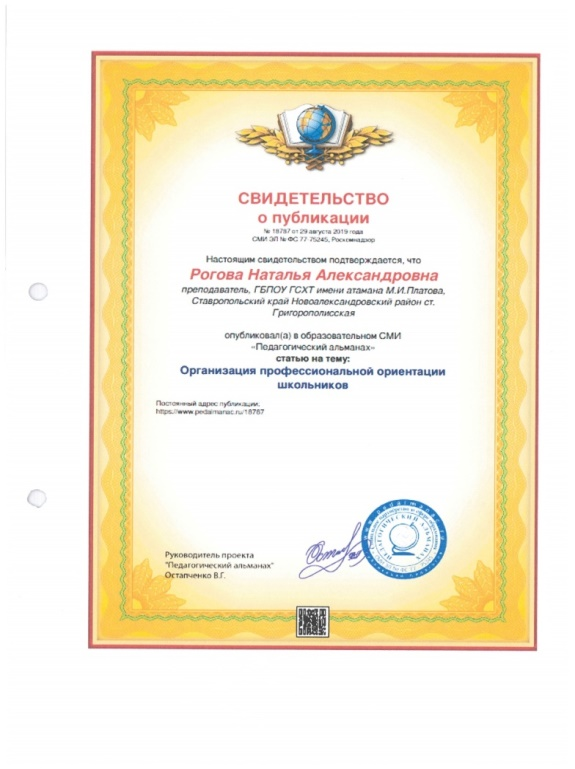 СВИДЕТЕЛЬСТВО
о публикации
№ 18787 от 29 августа 2019 года
СМИ ЭЛ № ФС 77-75245, Роскомнадзор
Настоящим свидетельством подтверждается, что
Рогова Наталья Александровна
преподаватель, ГБПОУ ГСХТ имени атамана М.И.Платова,
Ставропольский край Новоалександровский район ст.
Григорополисская
опубликовал(а) в образовательном СМИ
«Педагогический альманах»
статью на тему:
Организация профессиональной ориентации
школьников
Постоянный адрес публикации:
https://www.pedalmanac.ru/18787
Руководитель проекта
"Педагогический альманах"
Остапченко В.Г.
ПЕДАГОГИЧЕСКИЙ АЛЬМАНАХ